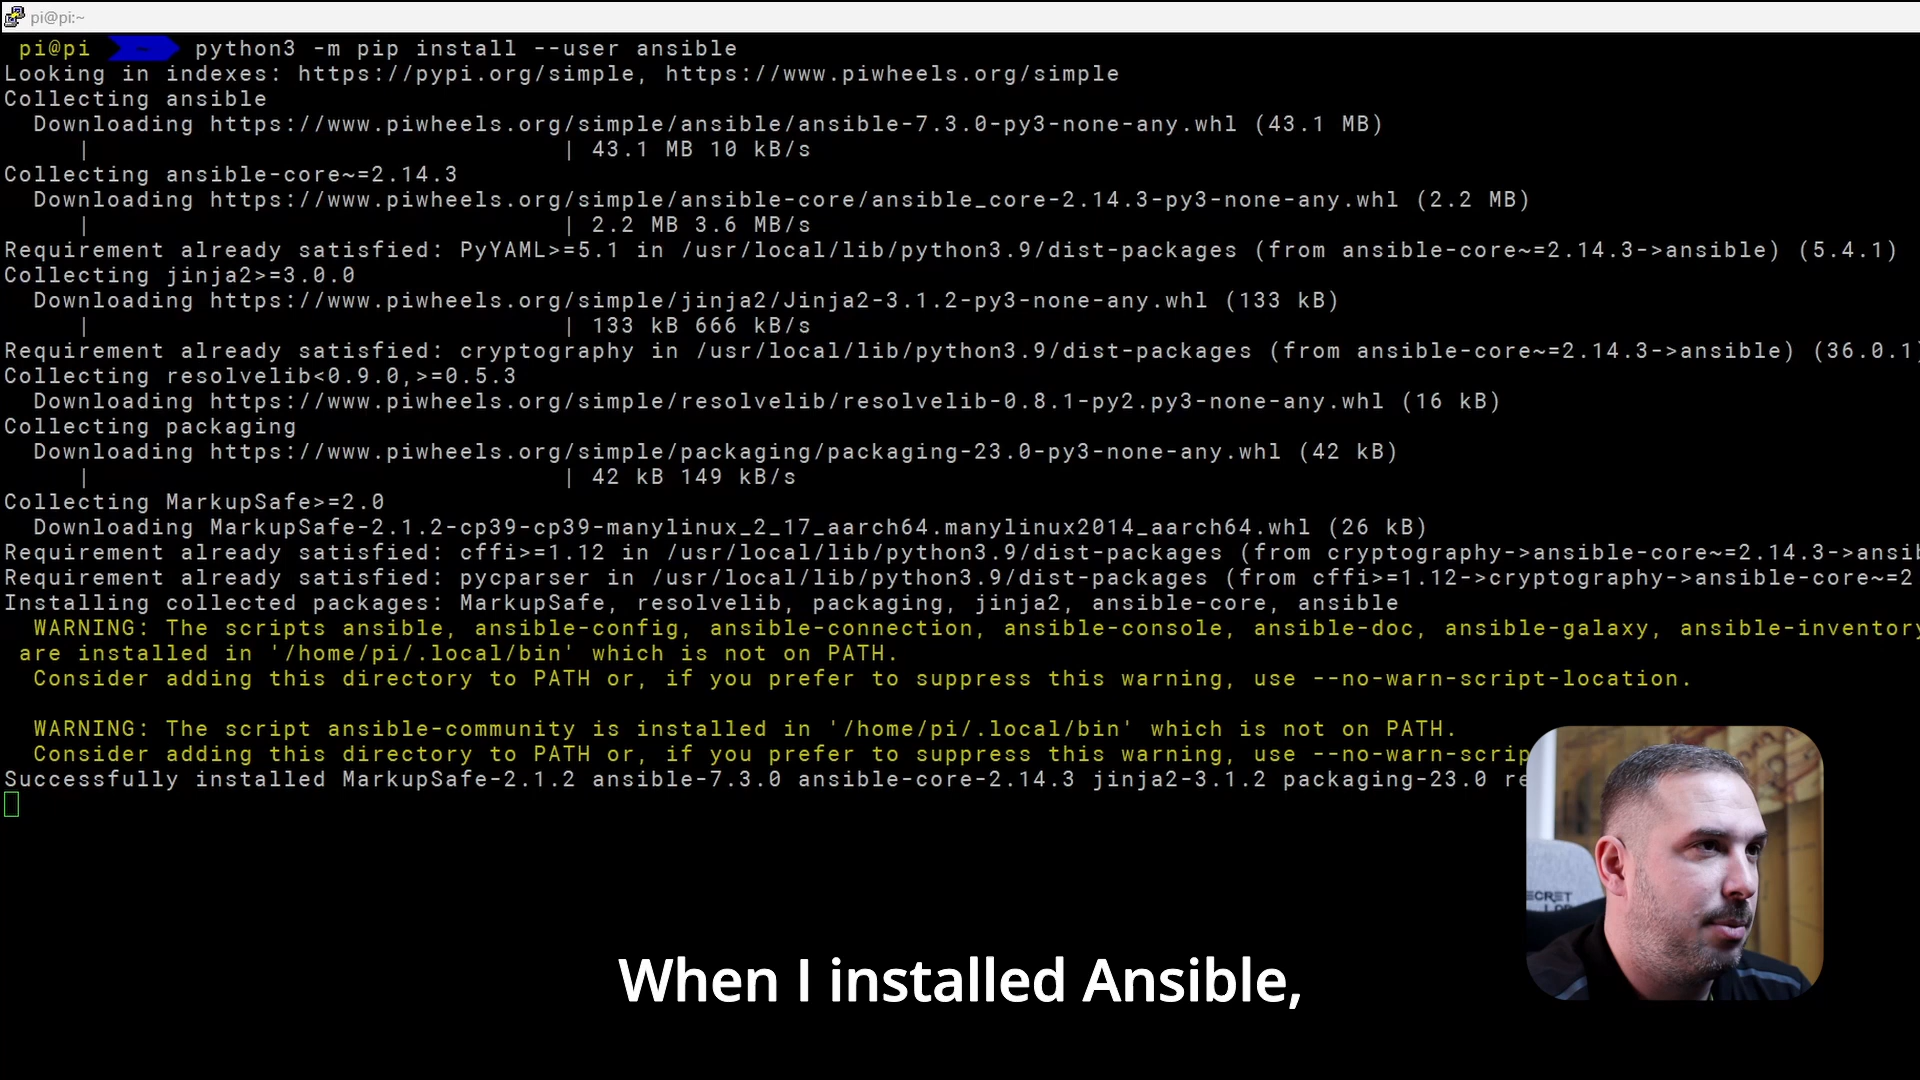 pi@pi:~
pi@pi ~ python3 -m pip install --user ansible
Looking in indexes: https://pypi.org/simple, https://www.piwheels.org/simple
Collecting ansible
  Downloading https://www.piwheels.org/simple/ansible/ansible-7.3.0-py3-none-any.whl (43.1 MB)
     |                                 | 43.1 MB 10 kB/s
Collecting ansible-core~=2.14.3
  Downloading https://www.piwheels.org/simple/ansible-core/ansible_core-2.14.3-py3-none-any.whl (2.2 MB)
     |                                 | 2.2 MB 3.6 MB/s
Requirement already satisfied: PyYAML>=5.1 in /usr/local/lib/python3.9/dist-packages (from ansible-core~=2.14.3->ansible) (5.4.1)
Collecting jinja2>=3.0.0
  Downloading https://www.piwheels.org/simple/jinja2/Jinja2-3.1.2-py3-none-any.whl (133 kB)
     |                                 | 133 kB 666 kB/s
Requirement already satisfied: cryptography in /usr/local/lib/python3.9/dist-packages (from ansible-core~=2.14.3->ansible) (36.0.1)
Collecting resolvelib<0.9.0,>=0.5.3
  Downloading https://www.piwheels.org/simple/resolvelib/resolvelib-0.8.1-py2.py3-none-any.whl (16 kB)
Collecting packaging
  Downloading https://www.piwheels.org/simple/packaging/packaging-23.0-py3-none-any.whl (42 kB)
     |                                 | 42 kB 149 kB/s
Collecting MarkupSafe>=2.0
  Downloading MarkupSafe-2.1.2-cp39-cp39-manylinux_2_17_aarch64.manylinux2014_aarch64.whl (26 kB)
Requirement already satisfied: cffi>=1.12 in /usr/local/lib/python3.9/dist-packages (from cryptography->ansible-core~=2.14.3->ansib
Requirement already satisfied: pycparser in /usr/local/lib/python3.9/dist-packages (from cffi>=1.12->cryptography->ansible-core~=2
Installing collected packages: MarkupSafe, resolvelib, packaging, jinja2, ansible-core, ansible
  WARNING: The scripts ansible, ansible-config, ansible-connection, ansible-console, ansible-doc, ansible-galaxy, ansible-inventory
 are installed in '/home/pi/.local/bin' which is not on PATH.
  Consider adding this directory to PATH or, if you prefer to suppress this warning, use --no-warn-script-location.
  WARNING: The script ansible-community is installed in '/home/pi/.local/bin' which is not on PATH.
  Consider adding this directory to PATH or, if you prefer to suppress this warning, use --no-warn-scrip
Successfully installed MarkupSafe-2.1.2 ansible-7.3.0 ansible-core-2.14.3 jinja2-3.1.2 packaging-23.0 re
ECRET
LAB
When I installed Ansible,